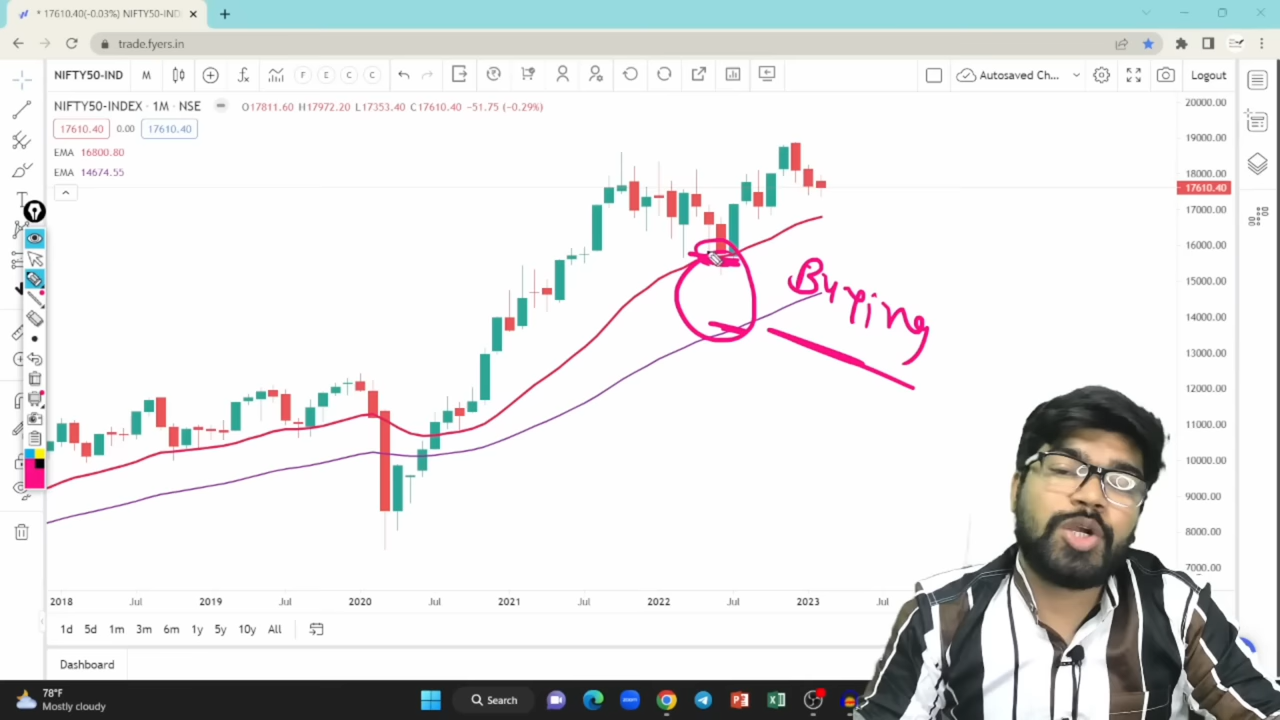 * 17610.40(-0.03%) NIFTY50-IND
trade.fyers.in
NIFTY50-IND M F E C C Autosaved Ch... Logout
NIFTY50-INDEX · 1M · NSE O17811.60 H17972.20 L17353.40 C17610.40 -51.75 (-0.29%)
17610.40 0.00 17610.40
EMA 16800.80
EMA 14674.55
20000.00
19000.00
18000.00
17610.40
17000.00
16000.00
15000.00
14000.00
13000.00
12000.00
11000.00
10000.00
9000.00
8000.00
7000.00
Buying
2018 Jul 2019 Jul 2020 Jul 2021 Jul 2022 Jul 2023 Jul
1d 5d 1m 3m 6m 1y 5y 10y All
Dashboard
78°F
Mostly cloudy
Search
zoom